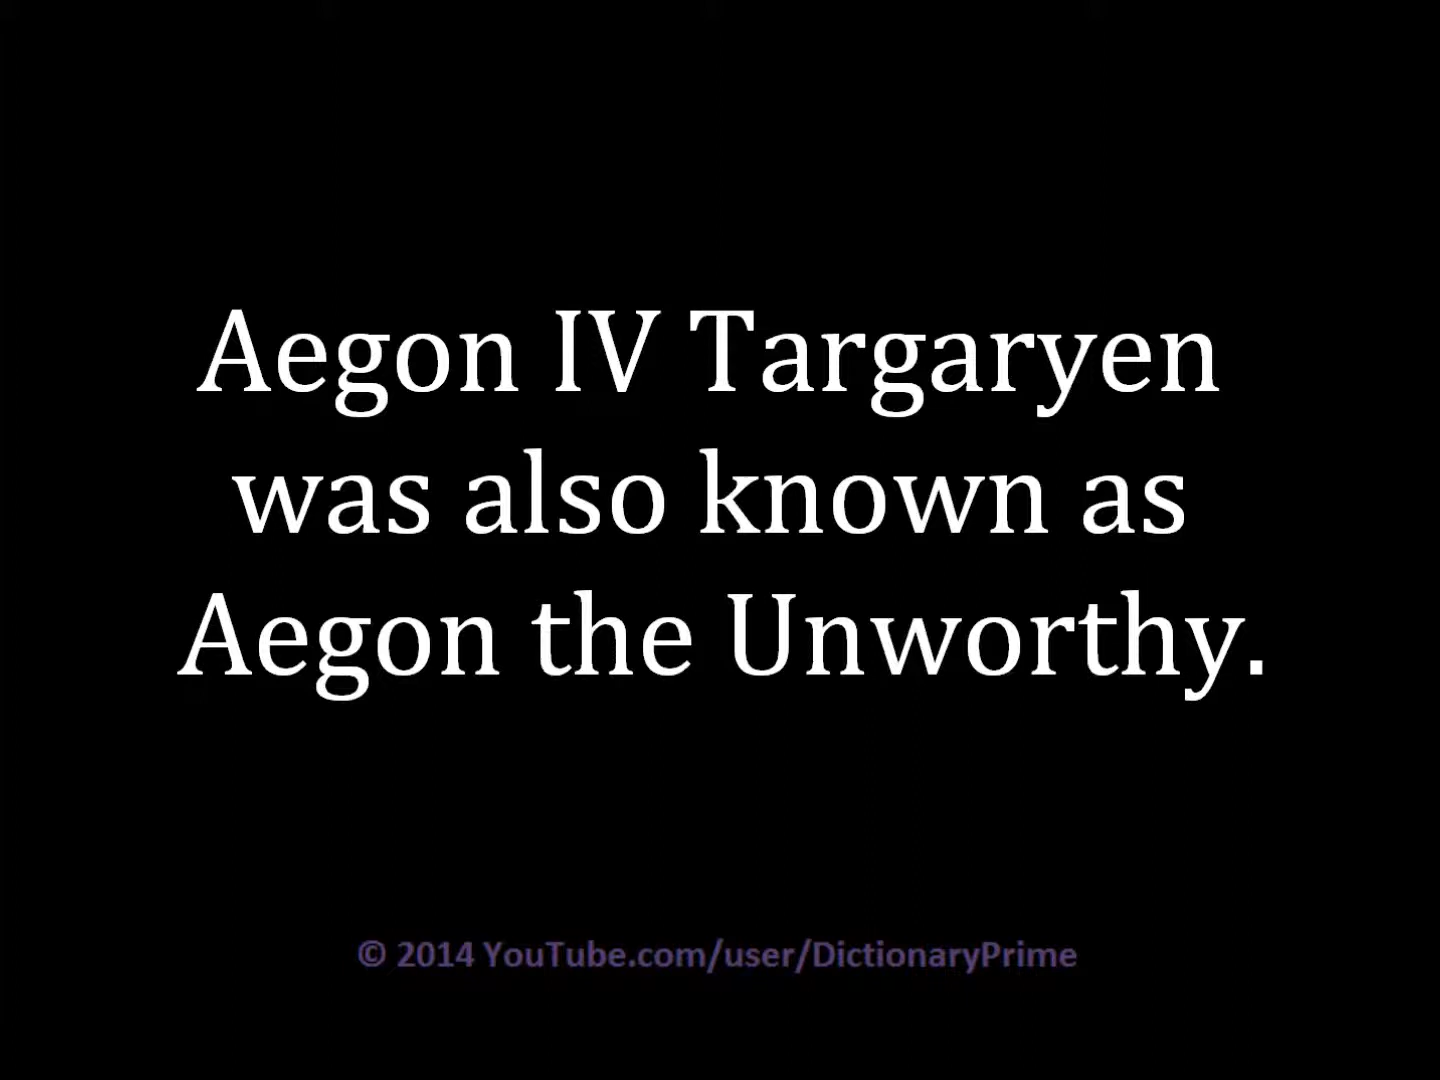 Aegon IV Targaryen
was also known as
Aegon the Unworthy.
© 2014 YouTube.com/user/DictionaryPrime